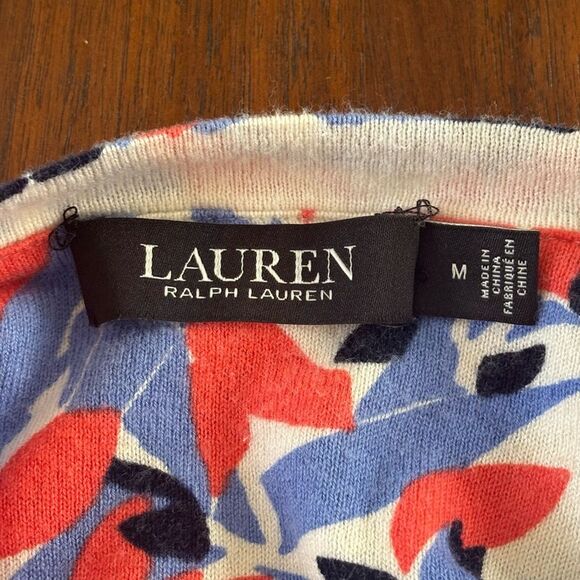 LAUREN
RALPH LAUREN
M
MADE IN
CHINA
FABRIQUÉ EN
CHINE